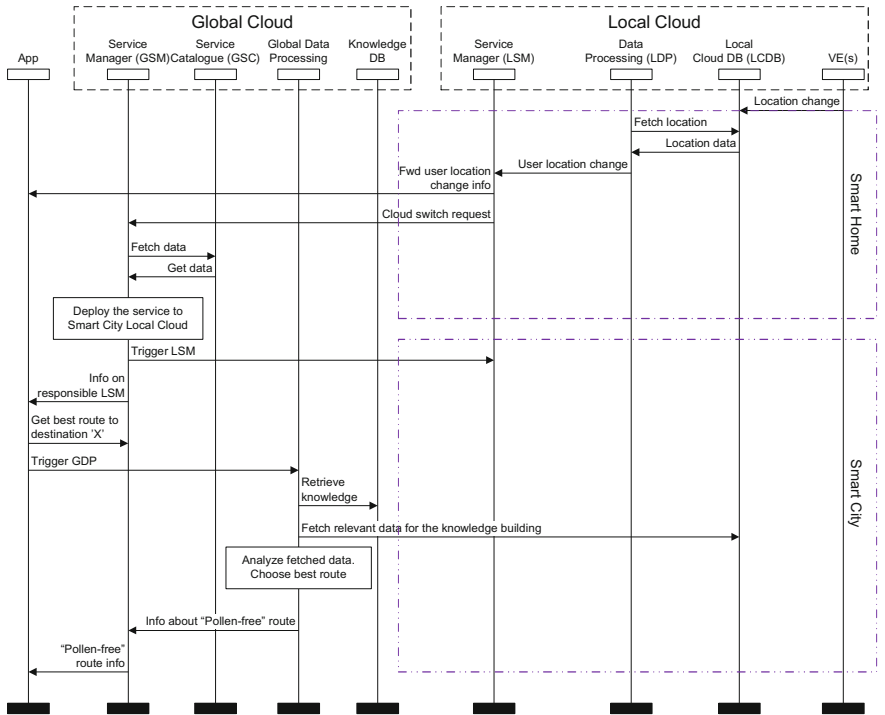 Global Cloud
Local Cloud
App
Service
Manager (GSM)
Service
Catalogue (GSC)
Global Data
Processing
Knowledge
DB
Service
Manager (LSM)
Data
Processing (LDP)
Local
Cloud DB (LCDB)
VE(s)
Location change
Fetch location
Location data
User location change
Fwd user location
change info
Cloud switch request
Smart Home
Fetch data
Get data
Deploy the service to
Smart City Local Cloud
Trigger LSM
Info on
responsible LSM
Get best route to
destination 'X'
Trigger GDP
Retrieve
knowledge
Smart City
Fetch relevant data for the knowledge building
Analyze fetched data.
Choose best route
Info about "Pollen-free" route
"Pollen-free"
route info